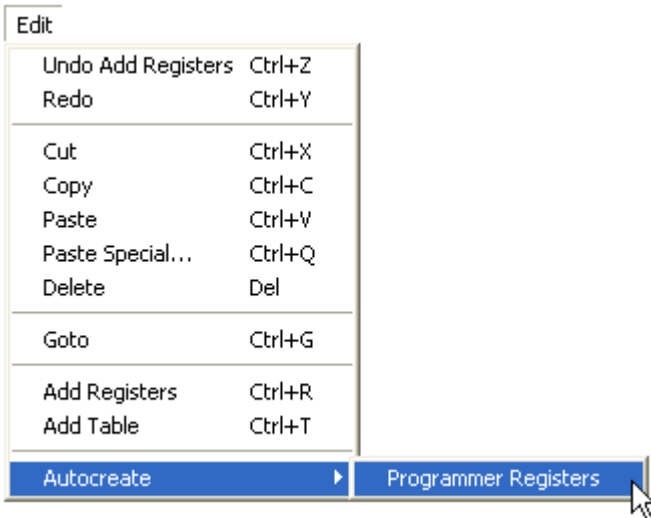 Edit
Undo Add Registers Ctrl+Z
Redo Ctrl+Y
Cut Ctrl+X
Copy Ctrl+C
Paste Ctrl+V
Paste Special... Ctrl+Q
Delete Del
Goto Ctrl+G
Add Registers Ctrl+R
Add Table Ctrl+T
Autocreate Programmer Registers